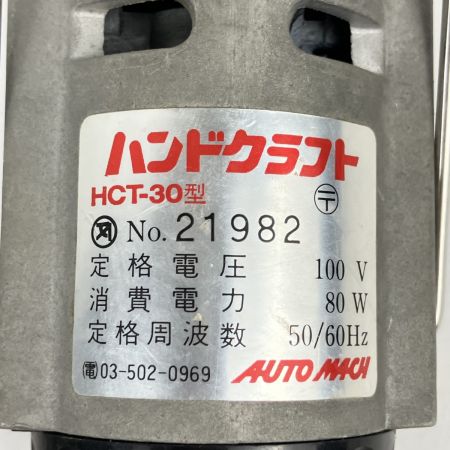 ハンドクラフト
HCT-30型 〶
No. 21982
定格電圧 100 V
消費電力 80 W
定格周波数 50/60Hz
電 03-502-0969 AUTO MACH